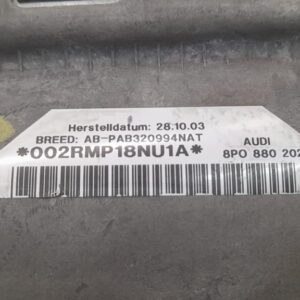 Herstelldatum: 28.10.03
BREED: AB-PAB320994NAT
*002RMP18NU1A*
AUDI
8P0 880 202